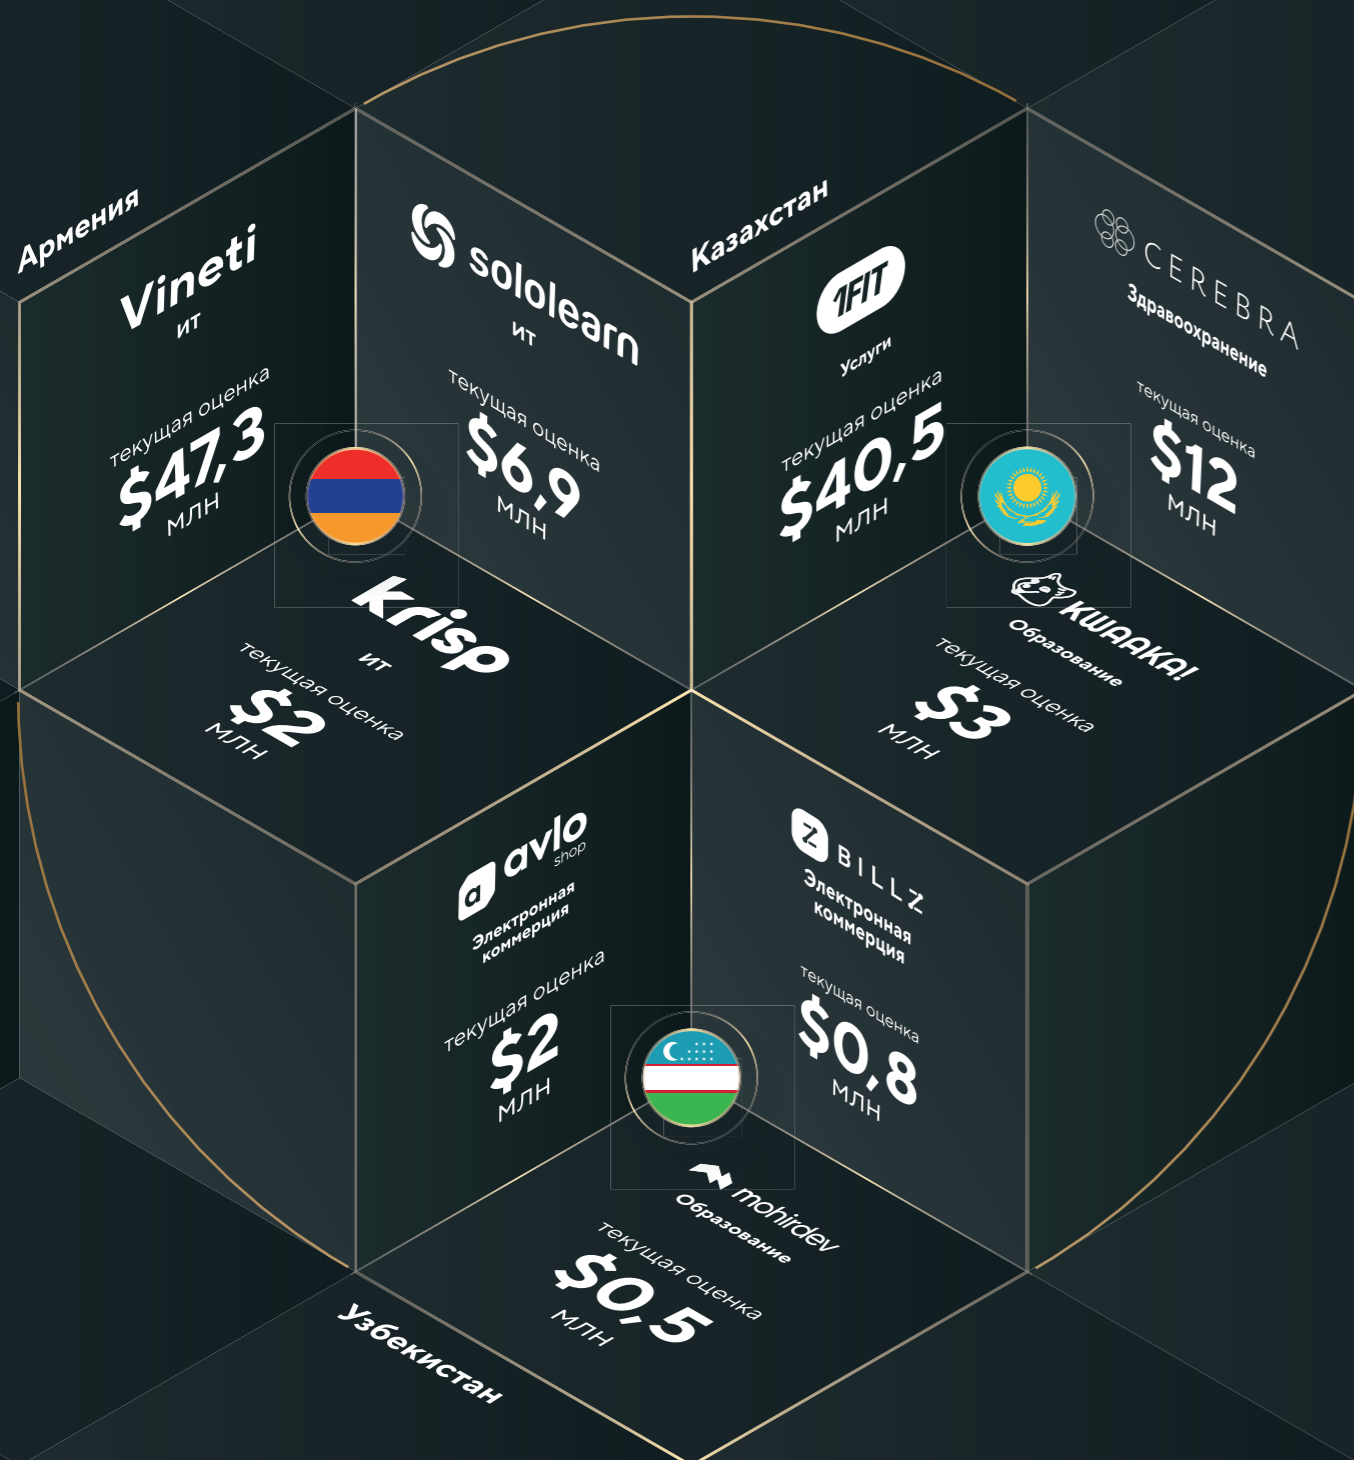 Армения
Vineti
ИТ
текущая оценка
$47,3
МЛН
sololearn
ИТ
текущая оценка
$6,9
МЛН
krisp
ИТ
текущая оценка
$2
МЛН
Казахстан
1FIT
Услуги
текущая оценка
$40,5
МЛН
CEREBRA
Здравоохранение
текущая оценка
$12
МЛН
KWAAKA!
Образование
текущая оценка
$3
МЛН
a avlo
shop
Электронная
коммерция
текущая оценка
$2
МЛН
BILLZ
Электронная
коммерция
текущая оценка
$0,8
МЛН
mohirdev
Образование
текущая оценка
$0,5
МЛН
Узбекистан